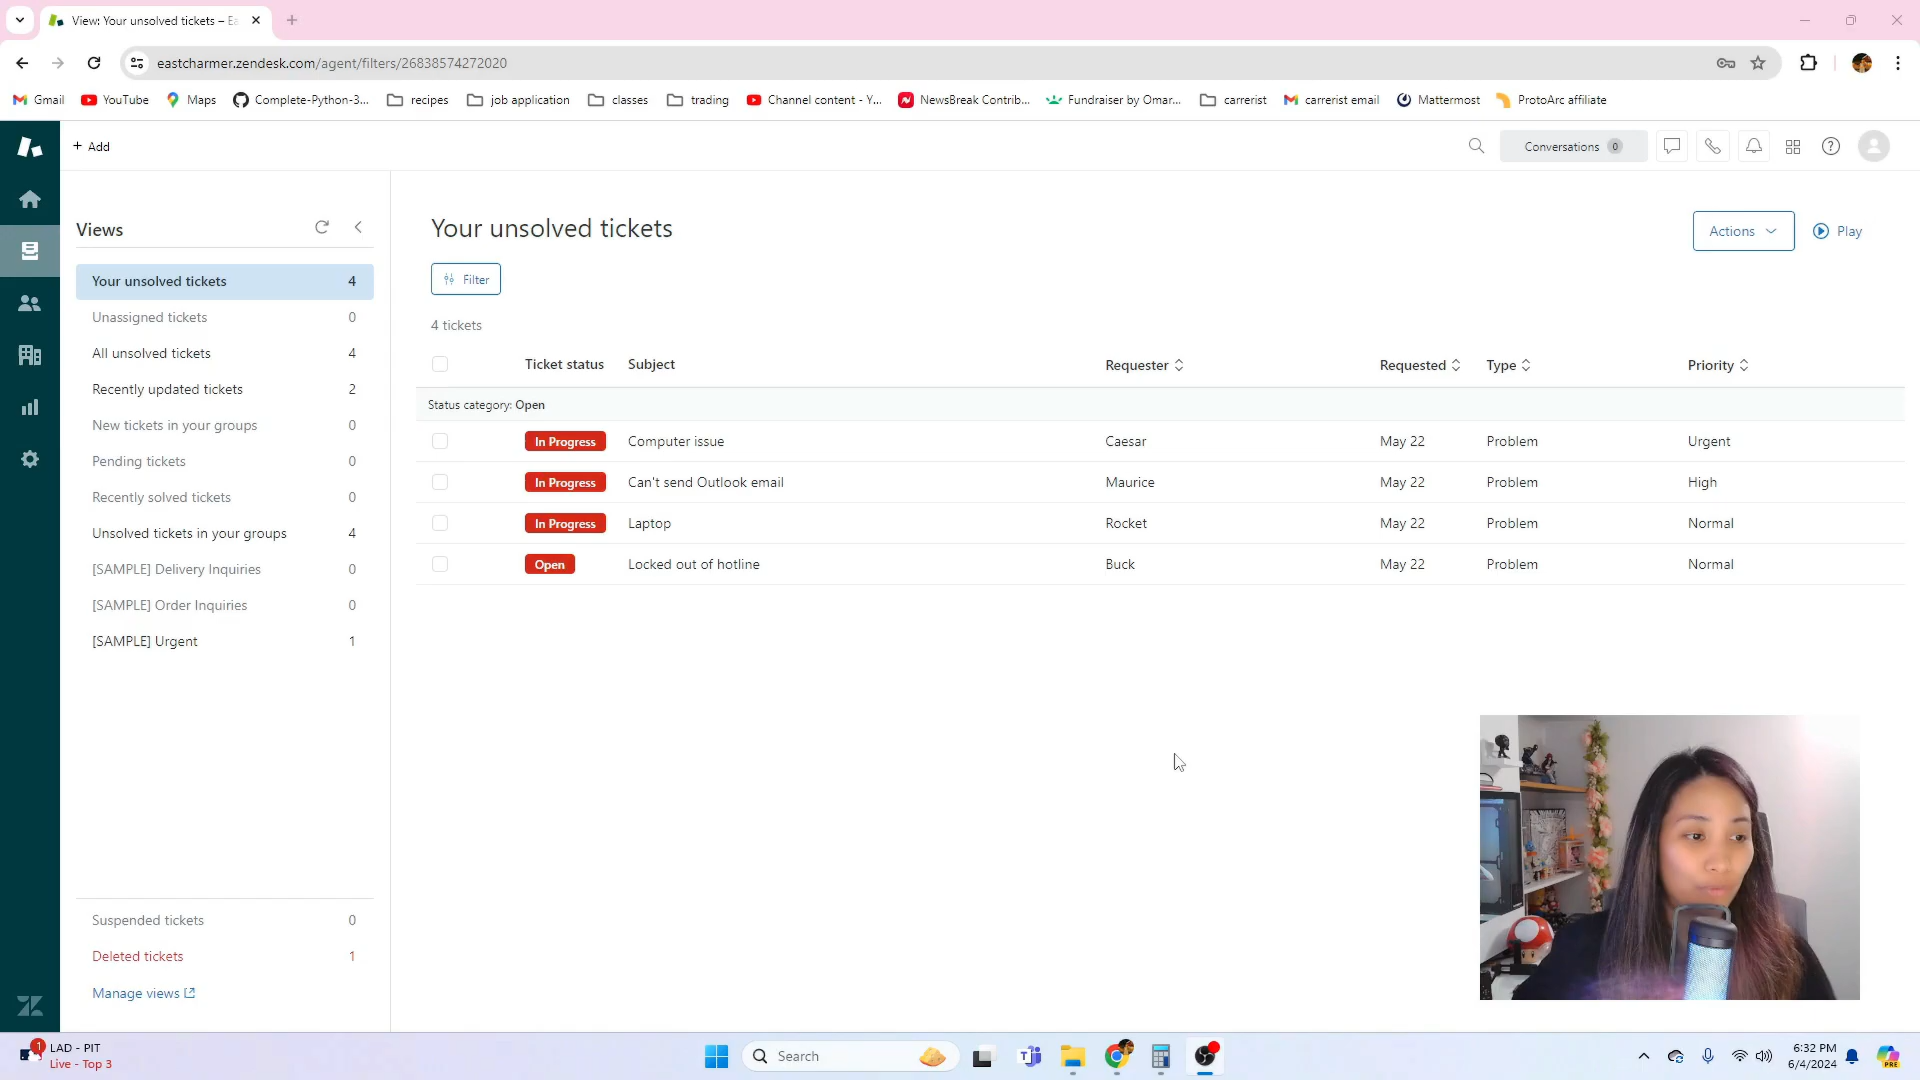 View: Your unsolved tickets – Ea
eastcharmer.zendesk.com/agent/filters/26838574272020
Gmail YouTube Maps Complete-Python-3... recipes job application classes trading Channel content - Y... NewsBreak Contrib... Fundraiser by Omar... carrerist carrerist email Mattermost ProtoArc affiliate
+ Add
Conversations 0
Views
Your unsolved tickets 4
Unassigned tickets 0
All unsolved tickets 4
Recently updated tickets 2
New tickets in your groups 0
Pending tickets 0
Recently solved tickets 0
Unsolved tickets in your groups 4
[SAMPLE] Delivery Inquiries 0
[SAMPLE] Order Inquiries 0
[SAMPLE] Urgent 1
Suspended tickets 0
Deleted tickets 1
Manage views
Your unsolved tickets
Actions
Play
Filter
4 tickets
Ticket status Subject Requester Requested Type Priority
Status category: Open
In Progress Computer issue Caesar May 22 Problem Urgent
In Progress Can't send Outlook email Maurice May 22 Problem High
In Progress Laptop Rocket May 22 Problem Normal
Open Locked out of hotline Buck May 22 Problem Normal
1
LAD - PIT
Live - Top 3
Search
6:32 PM
6/4/2024
PRE